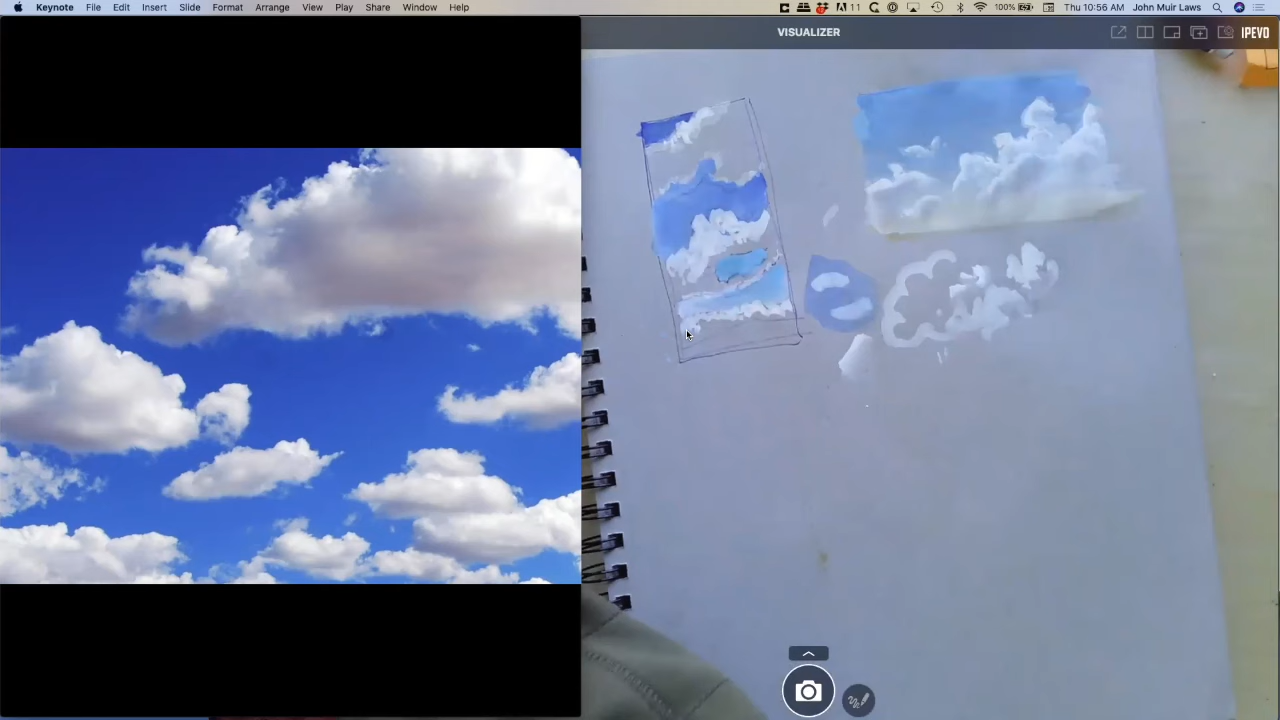 Keynote File Edit Insert Slide Format Arrange View Play Share Window Help 11 100% Thu 10:56 AM John Muir Laws
VISUALIZER IPEVO